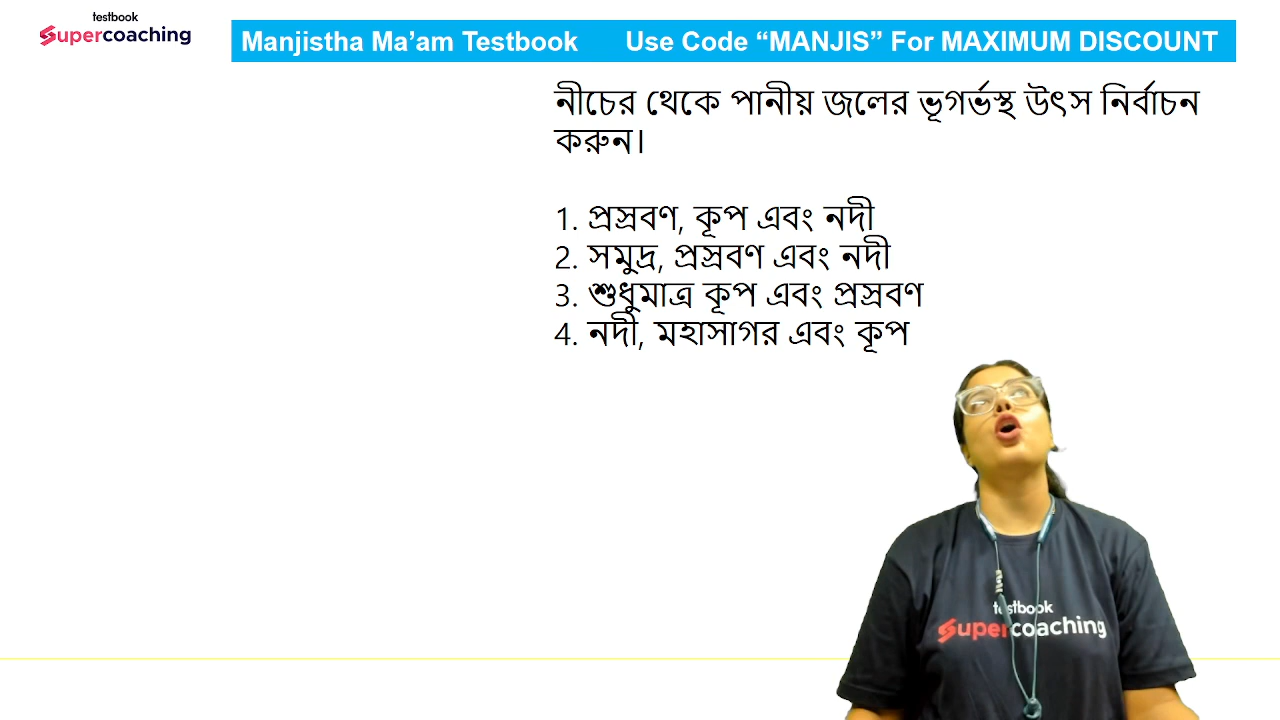 testbook
Supercoaching
Manjistha Ma’am Testbook Use Code “MANJIS” For MAXIMUM DISCOUNT
নীচের থেকে পানীয় জলের ভূগর্ভস্থ উৎস নির্বাচন
করুন।
1. প্রস্রবণ, কূপ এবং নদী
2. সমুদ্র, প্রস্রবণ এবং নদী
3. শুধুমাত্র কূপ এবং প্রস্রবণ
4. নদী, মহাসাগর এবং কূপ
testbook
Supercoaching